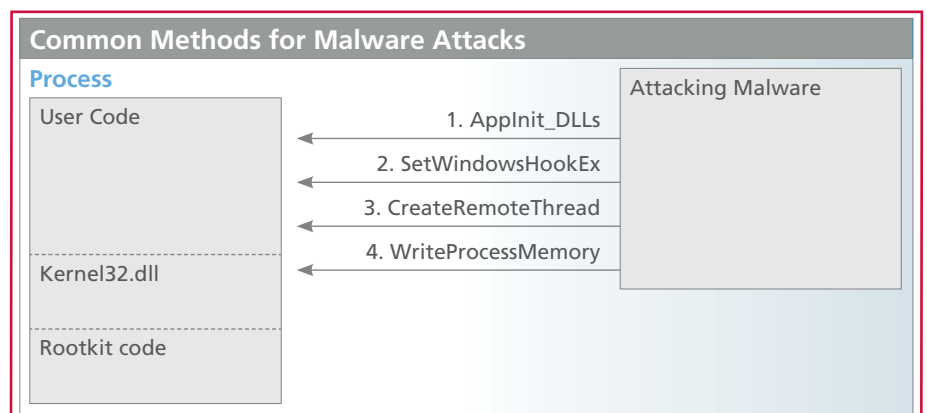 Common Methods for Malware Attacks
Process
User Code
Kernel32.dll
Rootkit code
1. AppInit_DLLs
2. SetWindowsHookEx
3. CreateRemoteThread
4. WriteProcessMemory
Attacking Malware